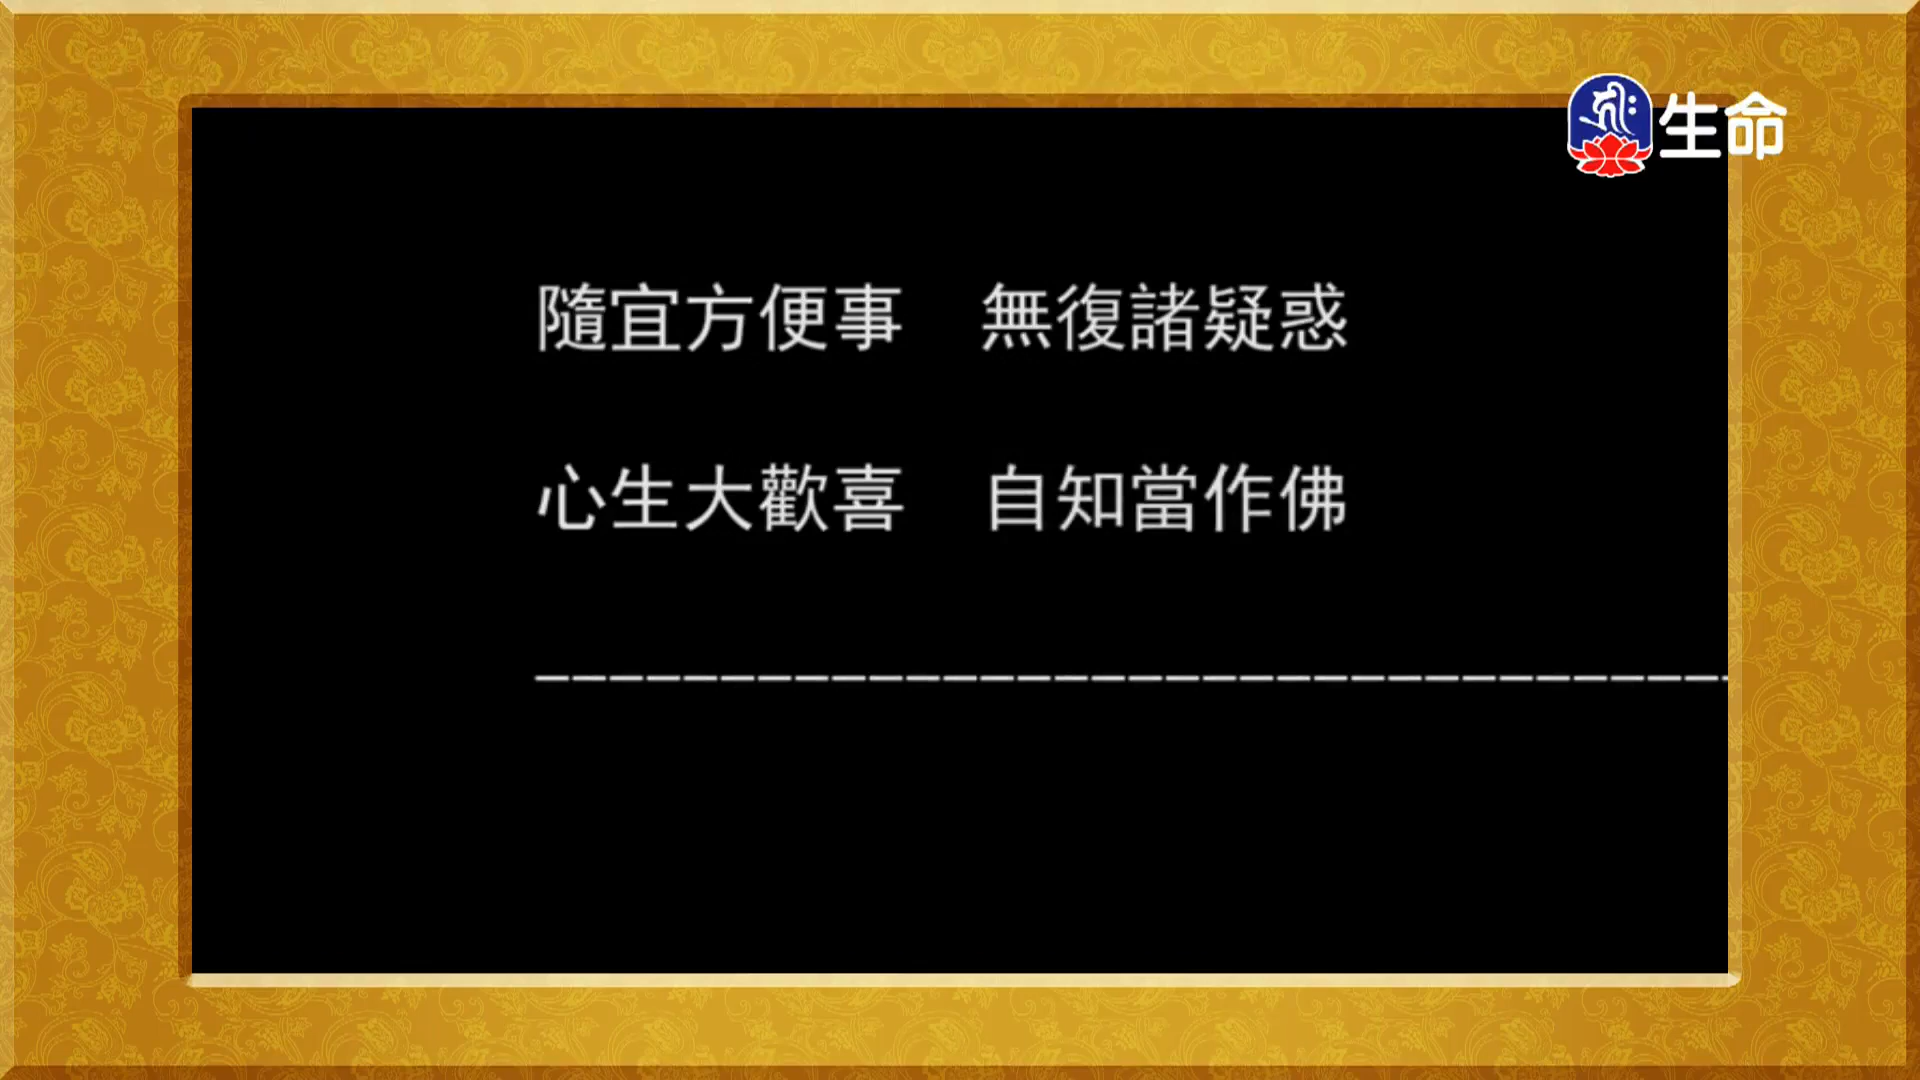 生命
隨宜方便事　無復諸疑惑
心生大歡喜　自知當作佛